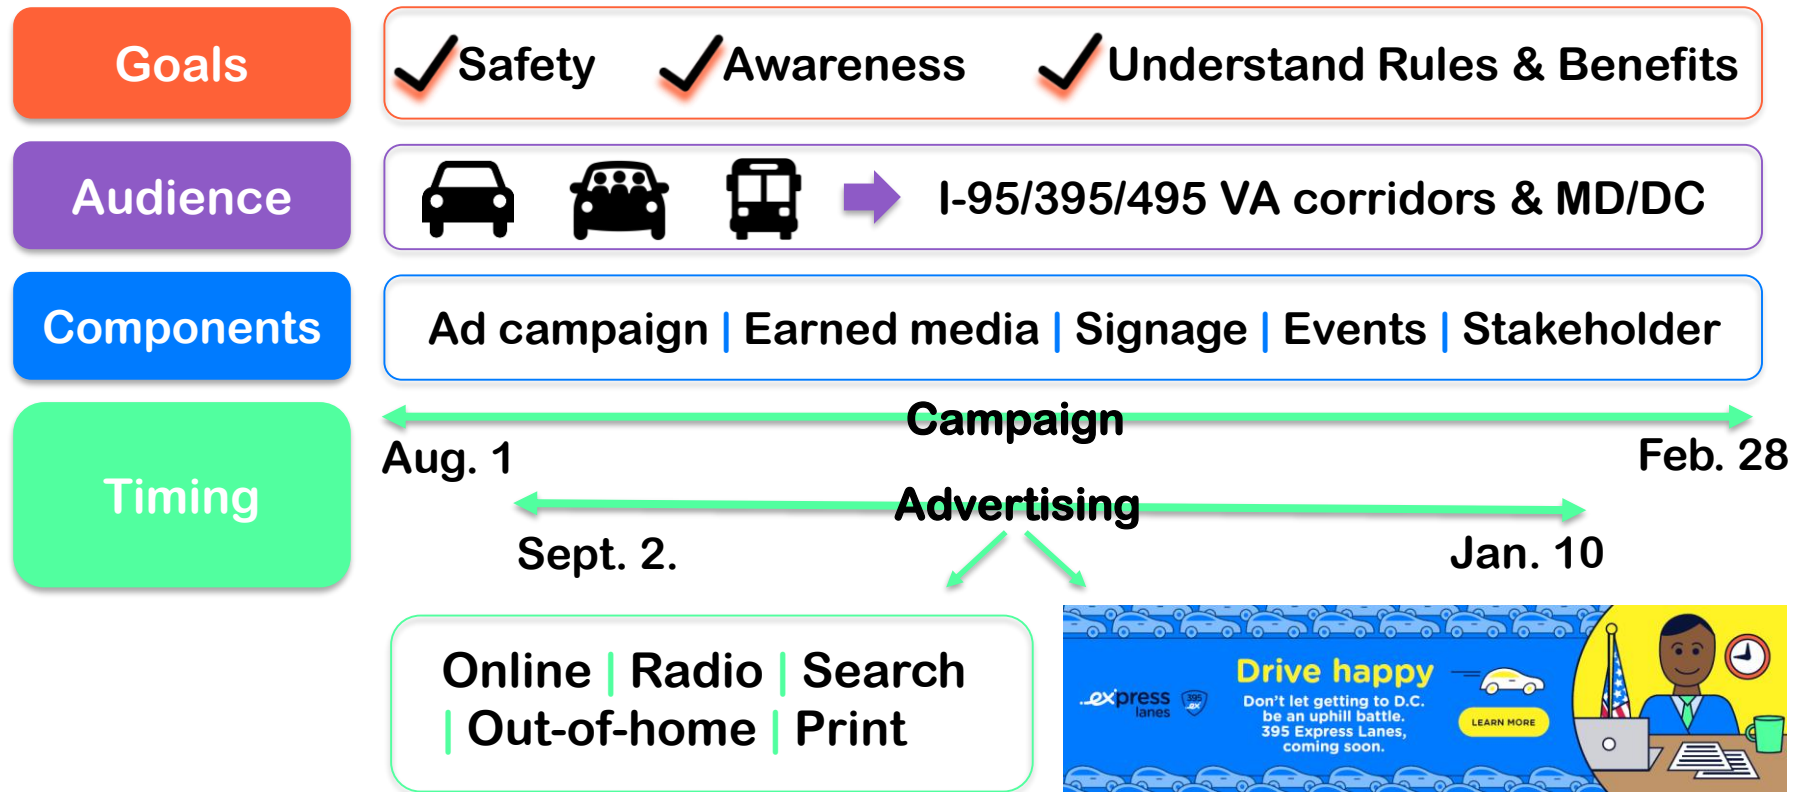 Goals
Safety Awareness Understand Rules & Benefits
Audience
I-95/395/495 VA corridors & MD/DC
Components
Ad campaign | Earned media | Signage | Events | Stakeholder
Timing
Campaign
Aug. 1
Feb. 28
Advertising
Sept. 2.
Jan. 10
Online | Radio | Search
| Out-of-home | Print
express
lanes
395
ex
Drive happy
Don't let getting to D.C.
be an uphill battle.
395 Express Lanes,
coming soon.
LEARN MORE